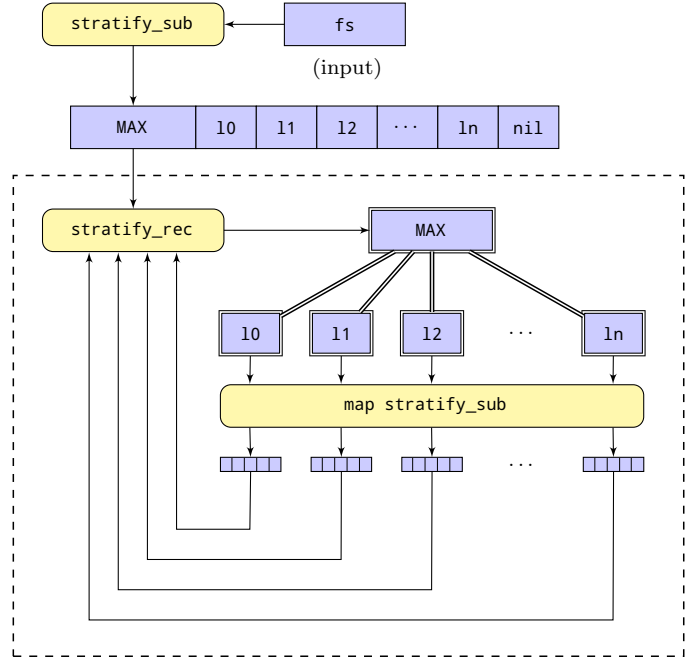 stratify_sub
fs
(input)
MAX l0 l1 l2 ··· ln nil
stratify_rec
MAX
l0 l1 l2 ··· ln
map stratify_sub
···